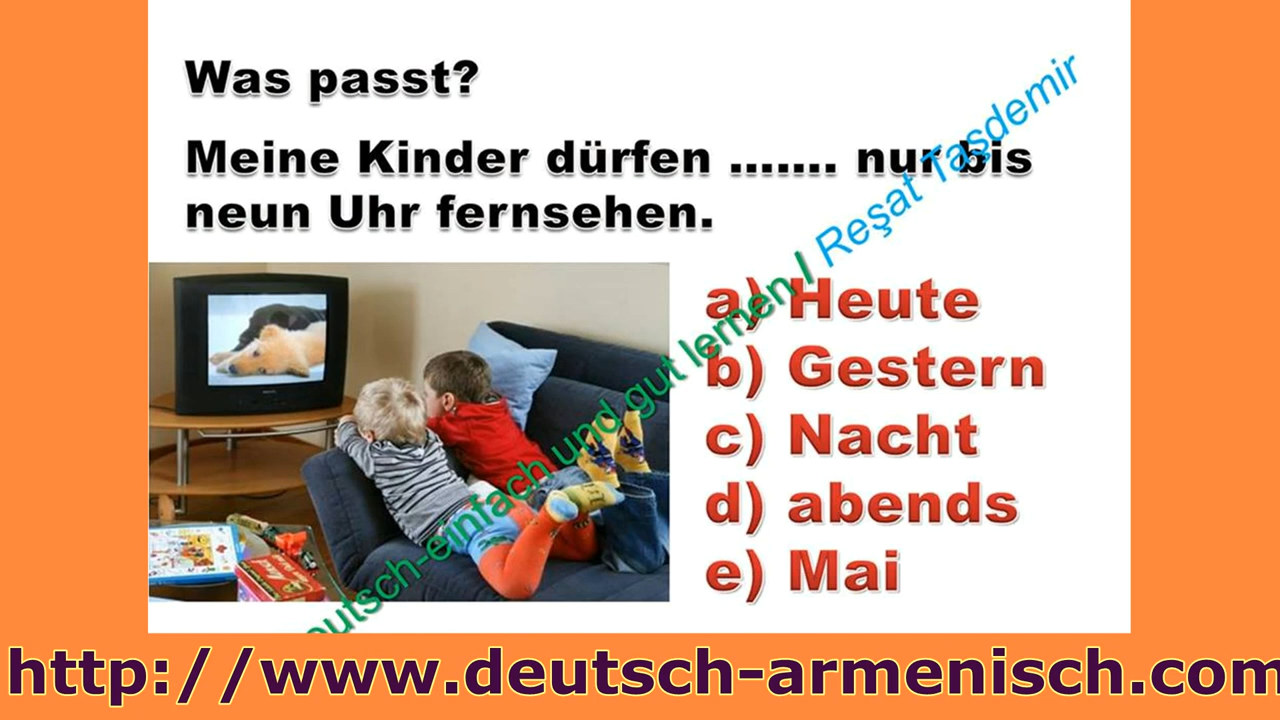 Was passt?
Meine Kinder dürfen ....... nur bis
neun Uhr fernsehen.
a) Heute
b) Gestern
c) Nacht
d) abends
e) Mai
eutsch-einfach und gut lernen / Reşat Taşdemir
http://www.deutsch-armenisch.com